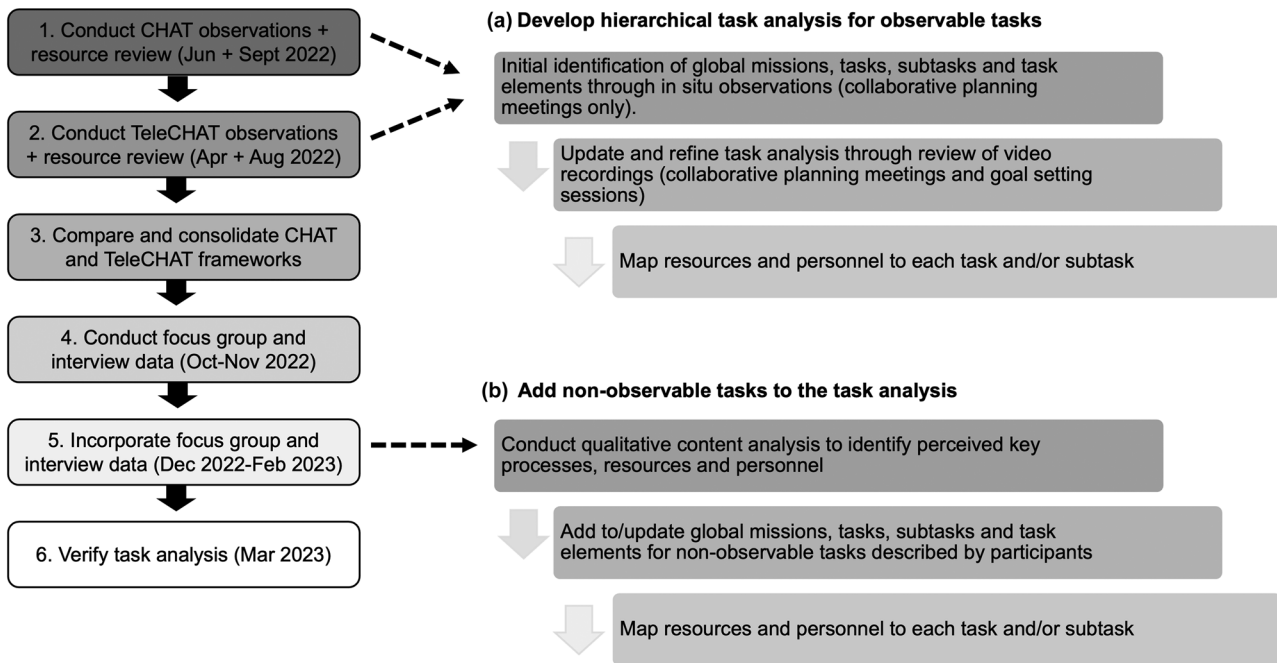 1. Conduct CHAT observations +
resource review (Jun + Sept 2022)
2. Conduct TeleCHAT observations
+ resource review (Apr + Aug 2022)
3. Compare and consolidate CHAT
and TeleCHAT frameworks
4. Conduct focus group and
interview data (Oct-Nov 2022)
5. Incorporate focus group and
interview data (Dec 2022-Feb 2023)
6. Verify task analysis (Mar 2023)
(a) Develop hierarchical task analysis for observable tasks
Initial identification of global missions, tasks, subtasks and task
elements through in situ observations (collaborative planning
meetings only).
Update and refine task analysis through review of video
recordings (collaborative planning meetings and goal setting
sessions)
Map resources and personnel to each task and/or subtask
(b) Add non-observable tasks to the task analysis
Conduct qualitative content analysis to identify perceived key
processes, resources and personnel
Add to/update global missions, tasks, subtasks and task
elements for non-observable tasks described by participants
Map resources and personnel to each task and/or subtask